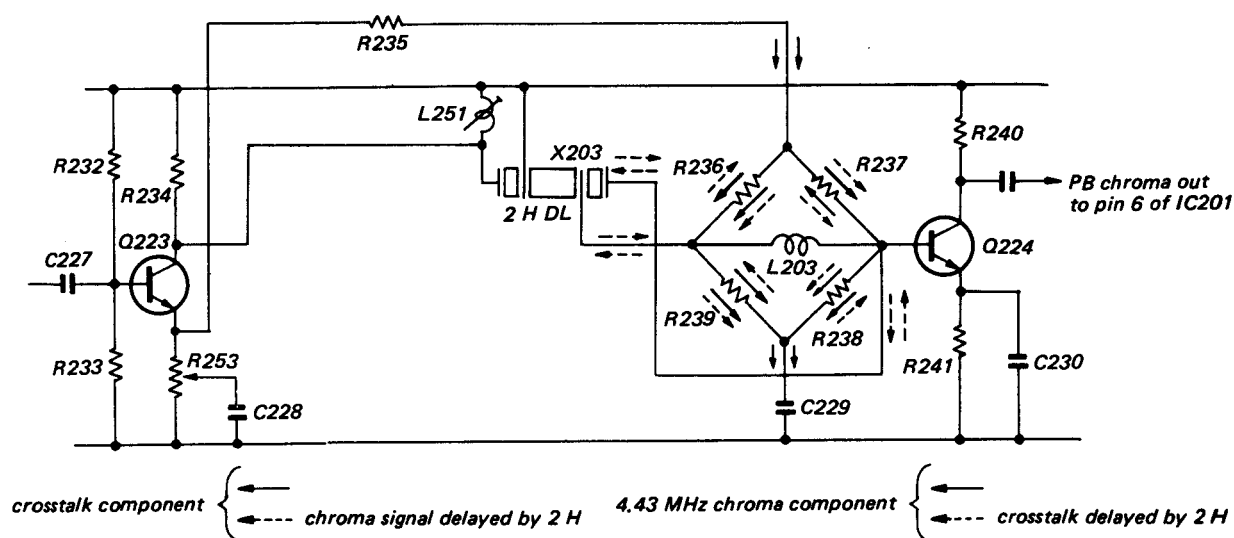 R235
L251
X203
R232
R234
R236
R237
R240
PB chroma out
to pin 6 of IC201
2 H DL
Q223
C227
L203
Q224
R239
R238
R233
R253
R241
C230
C228
C229
crosstalk component
chroma signal delayed by 2 H
4.43 MHz chroma component
crosstalk delayed by 2 H